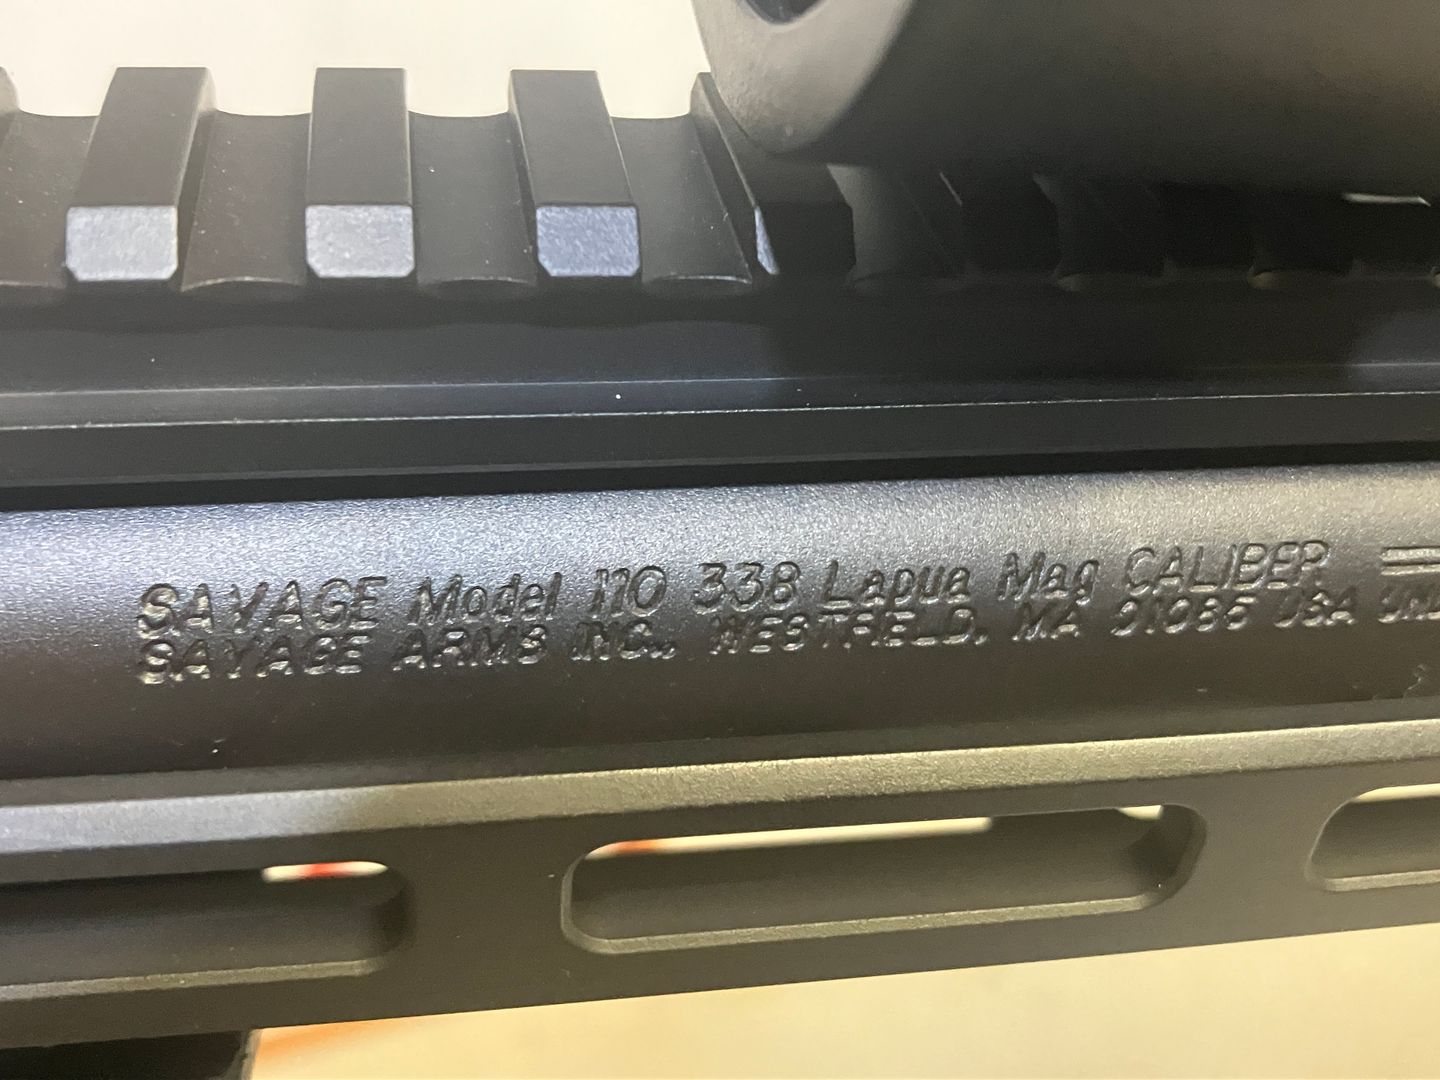 SAVAGE Model 110 338 Lapua Mag CALIBER
SAVAGE ARMS INC., WESTFIELD, MA 01085 USA